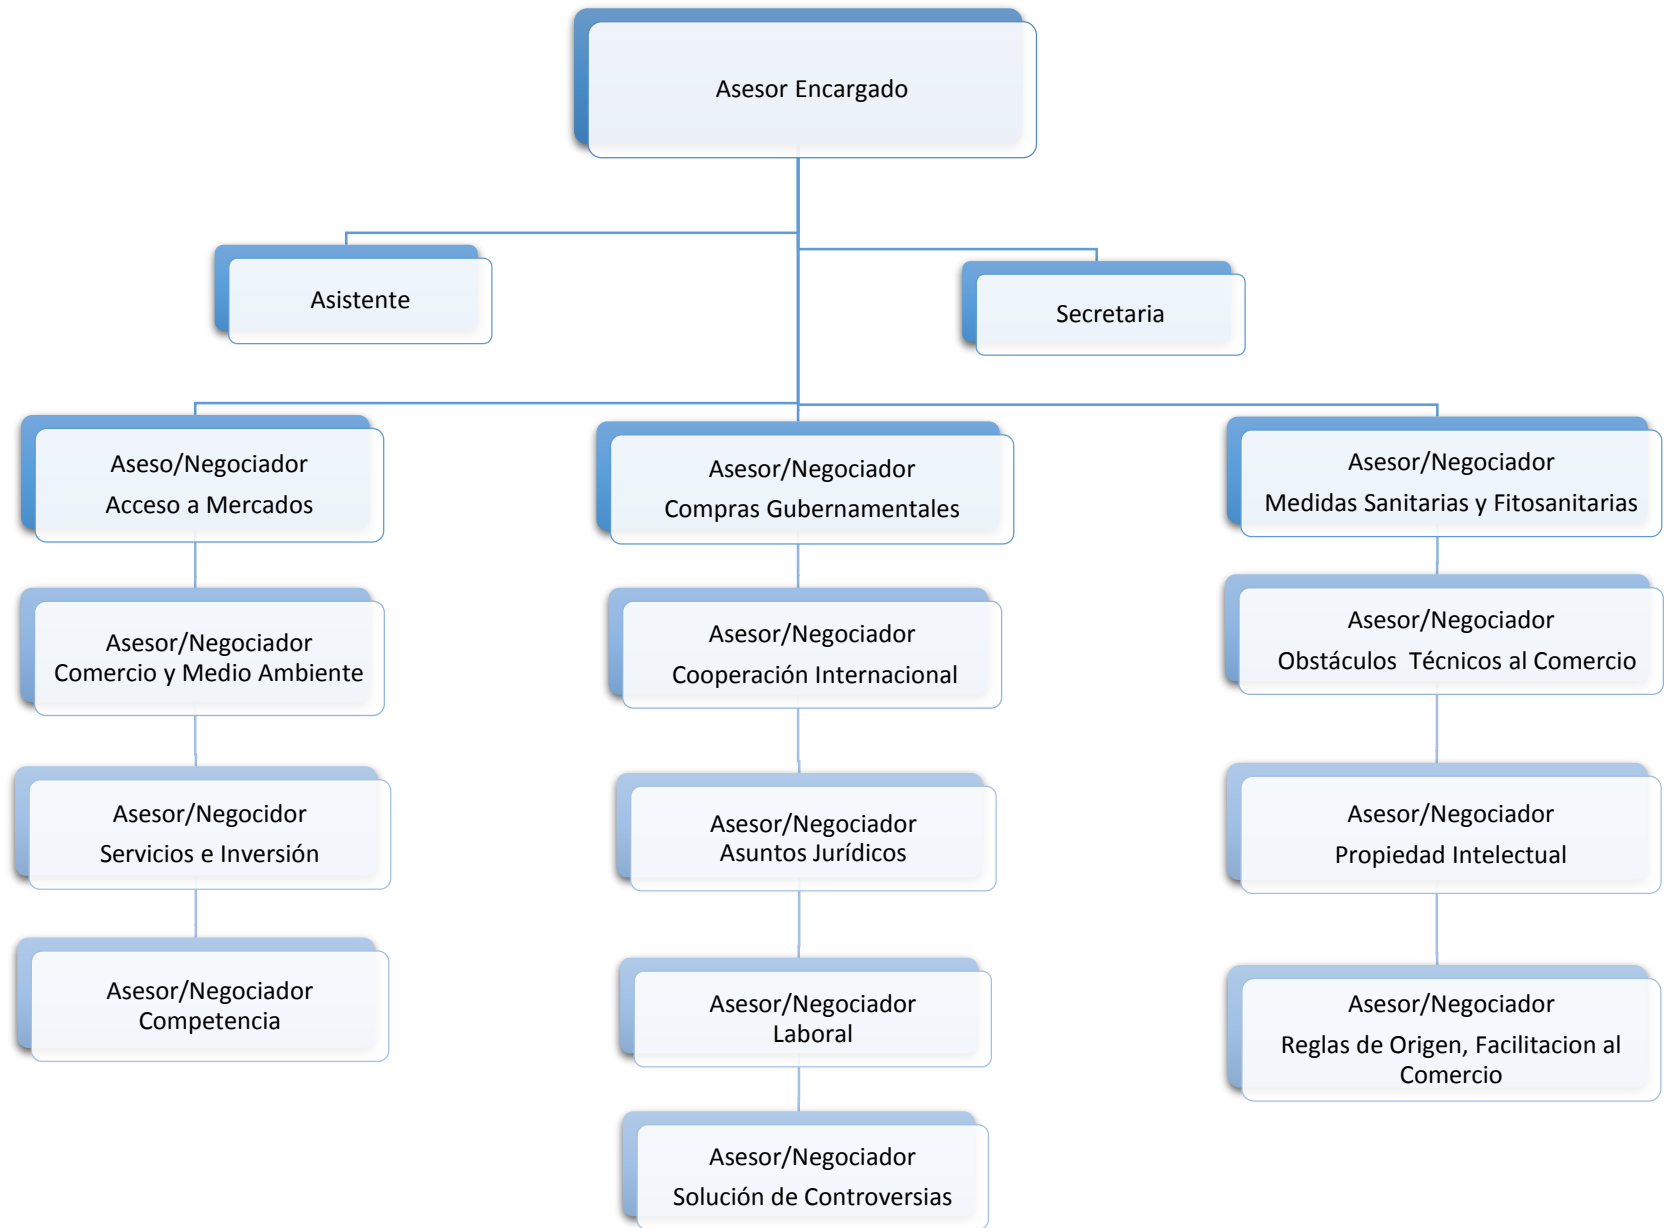 Asesor Encargado
Asistente
Secretaria
Aseso/Negociador
Acceso a Mercados
Asesor/Negociador
Comercio y Medio Ambiente
Asesor/Negocidor
Servicios e Inversión
Asesor/Negociador
Competencia
Asesor/Negociador
Compras Gubernamentales
Asesor/Negociador
Cooperación Internacional
Asesor/Negociador
Asuntos Jurídicos
Asesor/Negociador
Laboral
Asesor/Negociador
Solución de Controversias
Asesor/Negociador
Medidas Sanitarias y Fitosanitarias
Asesor/Negociador
Obstáculos  Técnicos al Comercio
Asesor/Negociador
Propiedad Intelectual
Asesor/Negociador
Reglas de Origen, Facilitacion al
Comercio